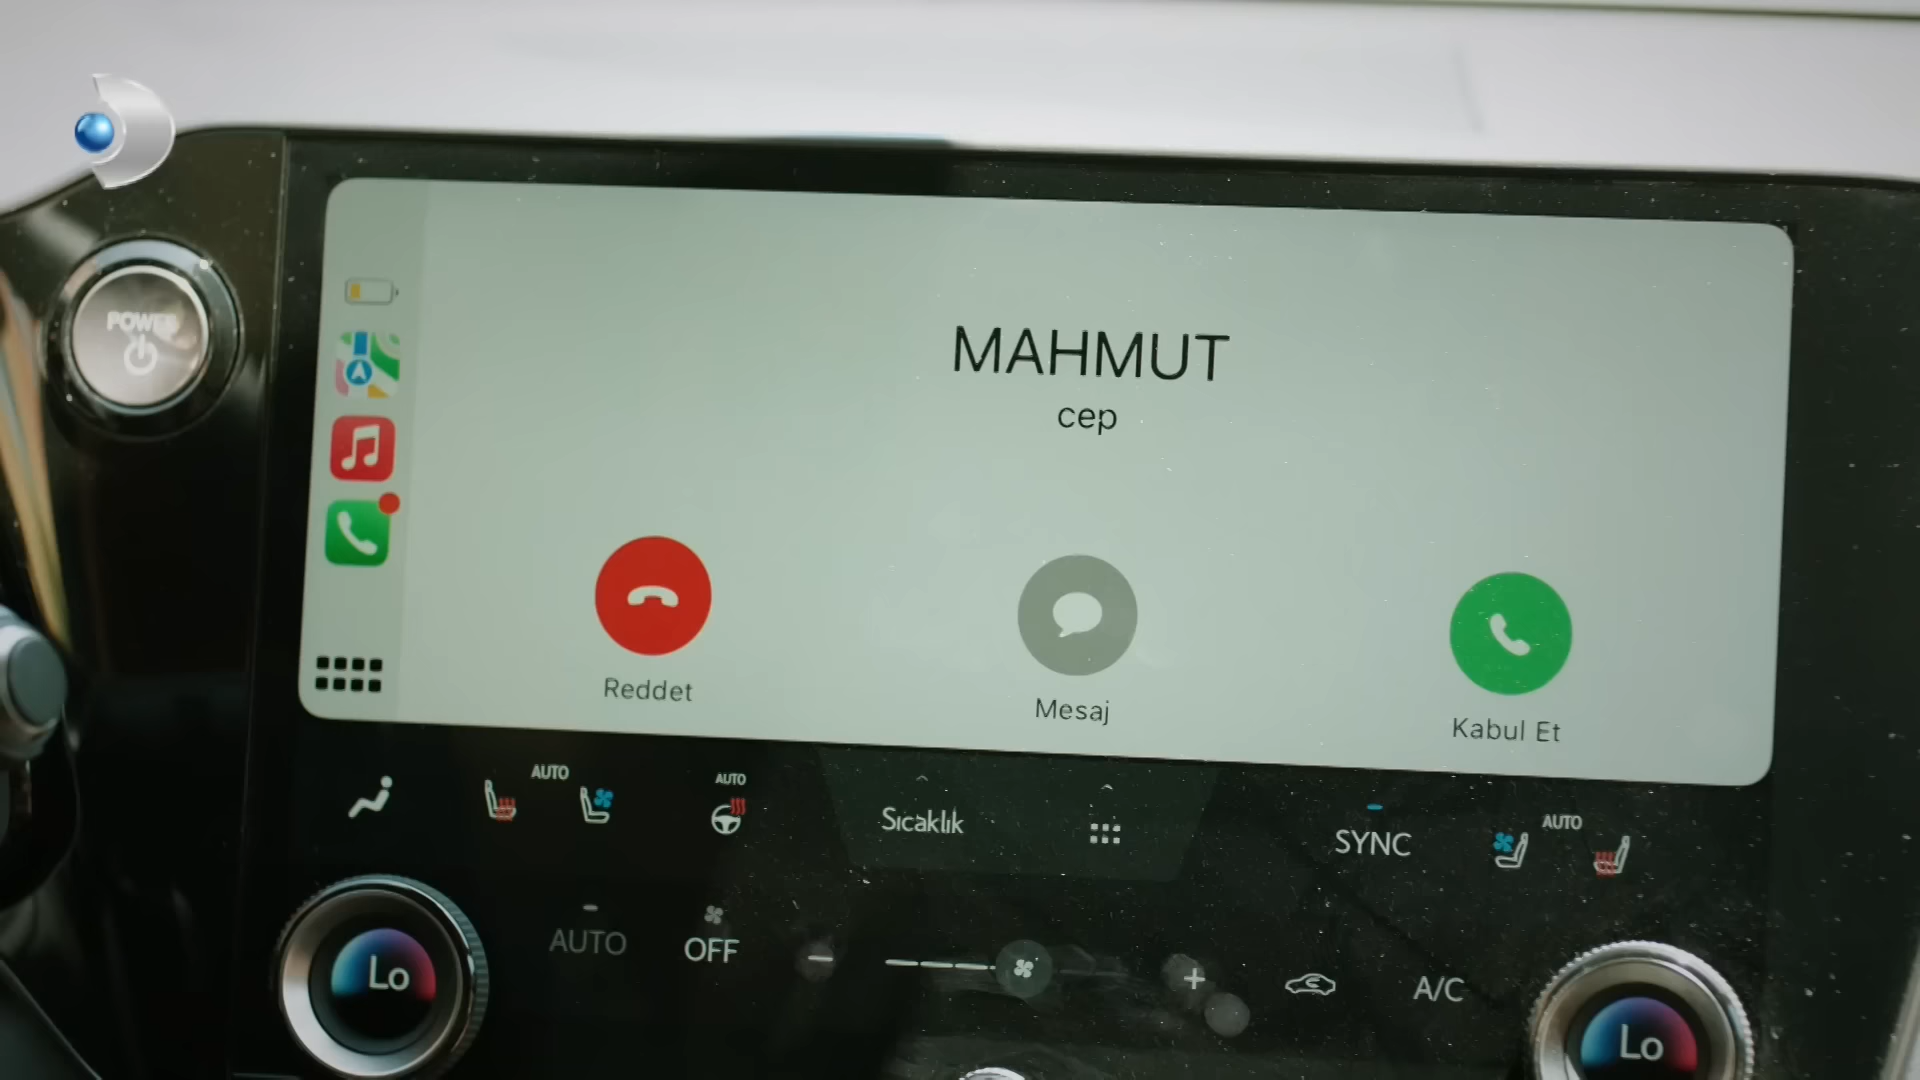 POWER
MAHMUT
cep
Reddet
Mesaj
Kabul Et
AUTO
AUTO
Sıcaklık
SYNC
AUTO
AUTO
OFF
A/C
Lo
Lo